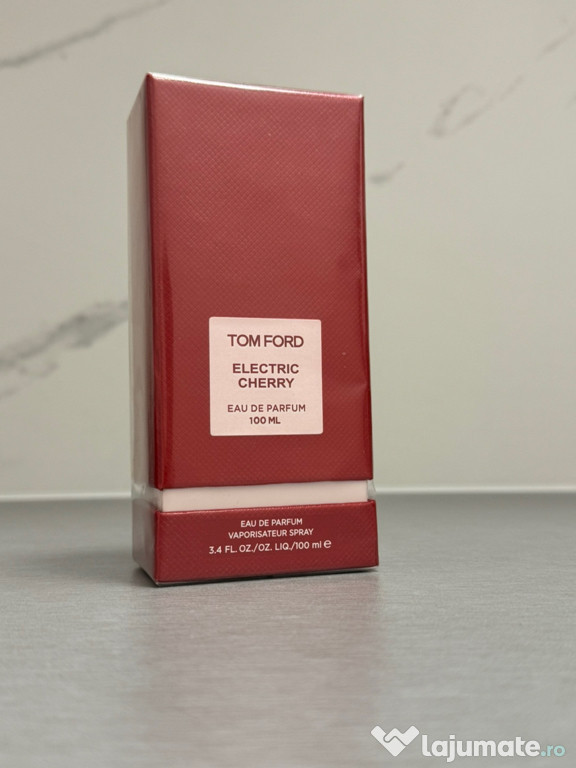 TOM FORD
ELECTRIC
CHERRY
EAU DE PARFUM
100 ML
EAU DE PARFUM
VAPORISATEUR SPRAY
3.4 FL. OZ./OZ. LIQ./100 ml ℮
lajumate.ro